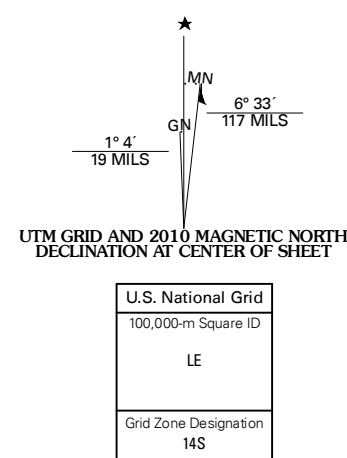 MN
6° 33´
117 MILS
GN
1° 4´
19 MILS
UTM GRID AND 2010 MAGNETIC NORTH
DECLINATION AT CENTER OF SHEET
U.S. National Grid
100,000-m Square ID
LE
Grid Zone Designation
14S